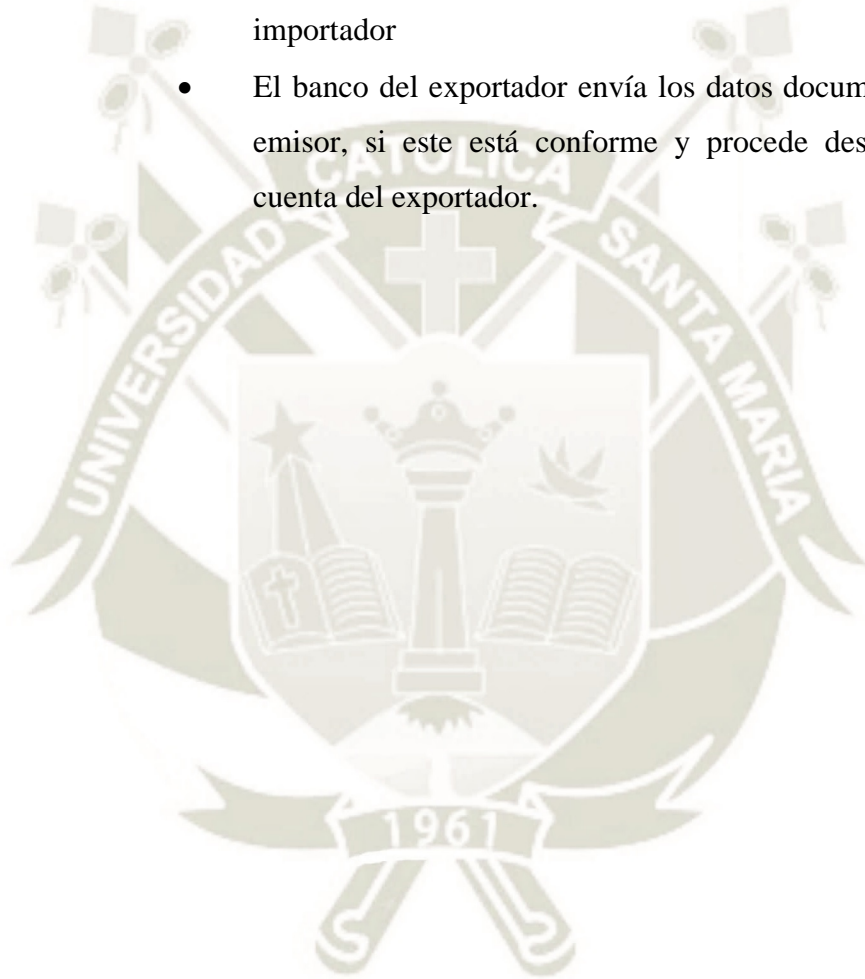 importador
• El banco del exportador envía los datos docum
emisor, si este está conforme y procede des
cuenta del exportador.
UNIVERSIDAD CATOLICA SANTA MARIA
1961